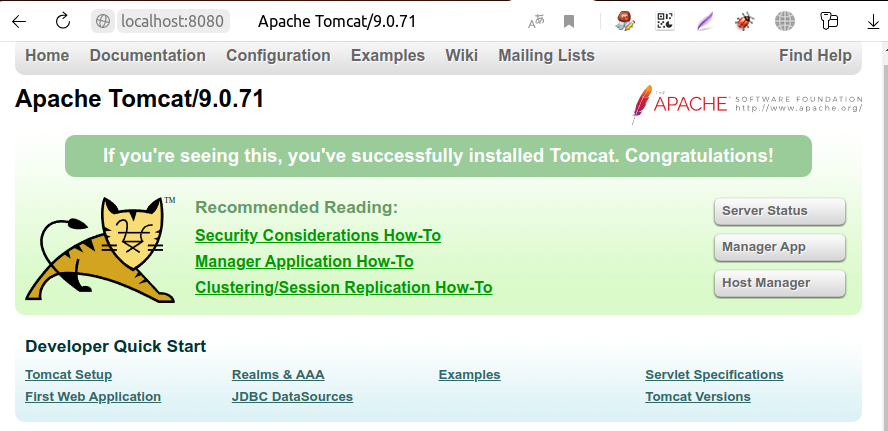 localhost:8080 Apache Tomcat/9.0.71
Home Documentation Configuration Examples Wiki Mailing Lists Find Help
Apache Tomcat/9.0.71
THE
APACHE SOFTWARE FOUNDATION
http://www.apache.org/
If you're seeing this, you've successfully installed Tomcat. Congratulations!
TM
Recommended Reading:
Security Considerations How-To
Manager Application How-To
Clustering/Session Replication How-To
Server Status
Manager App
Host Manager
Developer Quick Start
Tomcat Setup
First Web Application
Realms & AAA
JDBC DataSources
Examples
Servlet Specifications
Tomcat Versions